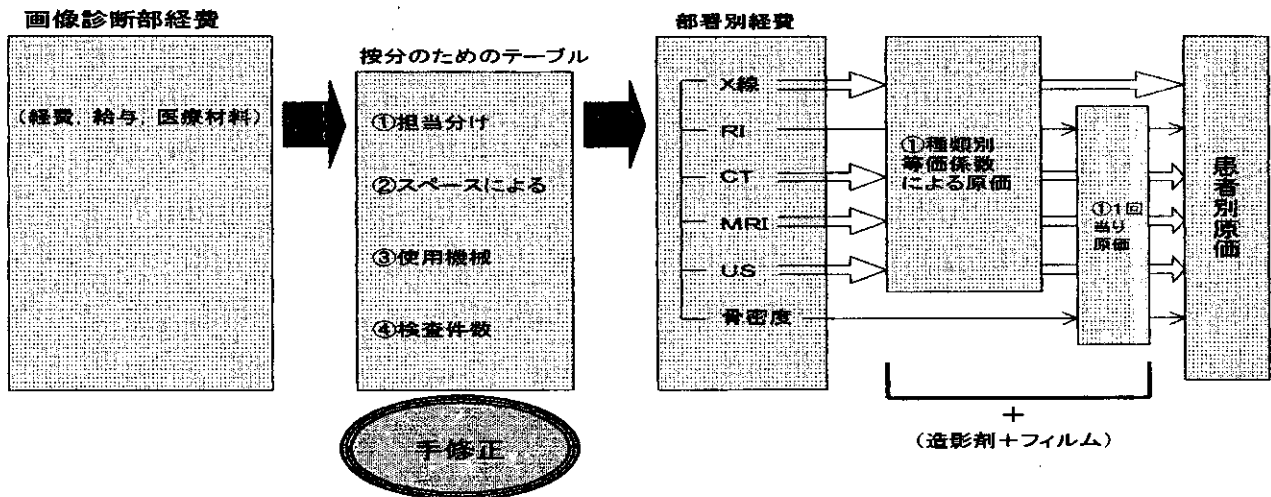 画像診断部経費
(経費, 給与, 医療材料)
按分のためのテーブル
①担当分け
②スペースによる
③使用機械
④検査件数
手修正
部署別経費
X線
RI
CT
MRI
US
骨密度
①種類別
等価係数
による原価
①1回
当り
原価
患者別原価
+
(造影剤+フィルム)